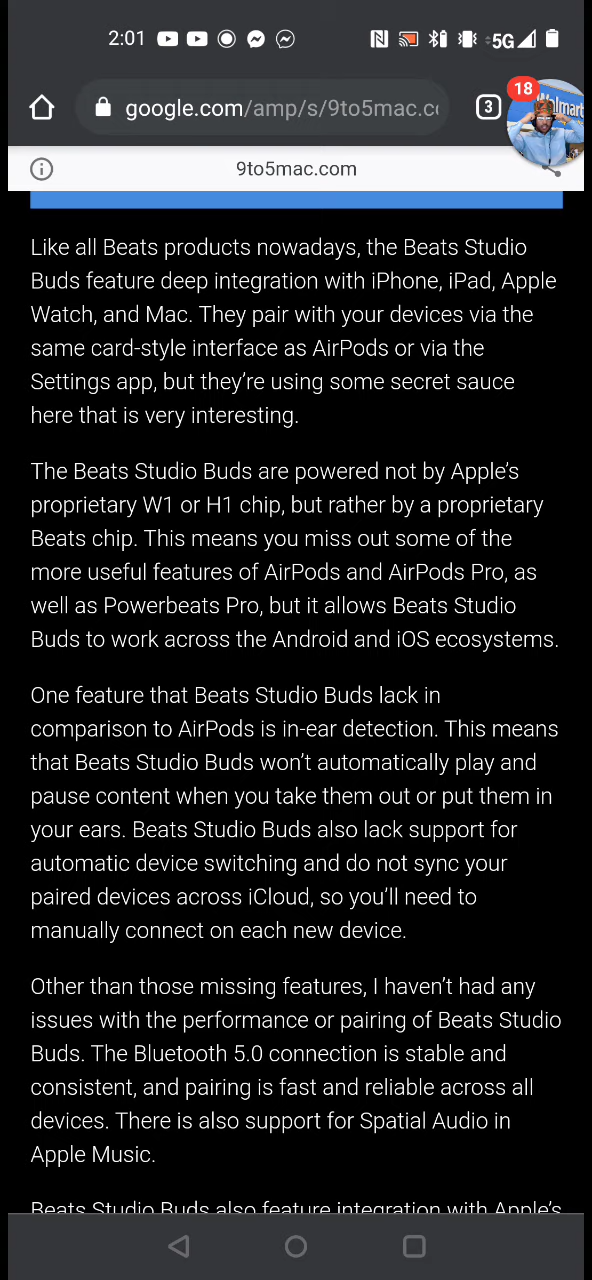 2:01
5G
google.com/amp/s/9to5mac.c
3
18
Walmart
9to5mac.com
Like all Beats products nowadays, the Beats Studio
Buds feature deep integration with iPhone, iPad, Apple
Watch, and Mac. They pair with your devices via the
same card-style interface as AirPods or via the
Settings app, but they’re using some secret sauce
here that is very interesting.
The Beats Studio Buds are powered not by Apple’s
proprietary W1 or H1 chip, but rather by a proprietary
Beats chip. This means you miss out some of the
more useful features of AirPods and AirPods Pro, as
well as Powerbeats Pro, but it allows Beats Studio
Buds to work across the Android and iOS ecosystems.
One feature that Beats Studio Buds lack in
comparison to AirPods is in-ear detection. This means
that Beats Studio Buds won’t automatically play and
pause content when you take them out or put them in
your ears. Beats Studio Buds also lack support for
automatic device switching and do not sync your
paired devices across iCloud, so you’ll need to
manually connect on each new device.
Other than those missing features, I haven’t had any
issues with the performance or pairing of Beats Studio
Buds. The Bluetooth 5.0 connection is stable and
consistent, and pairing is fast and reliable across all
devices. There is also support for Spatial Audio in
Apple Music.
Beats Studio Buds also feature integration with Apple’s